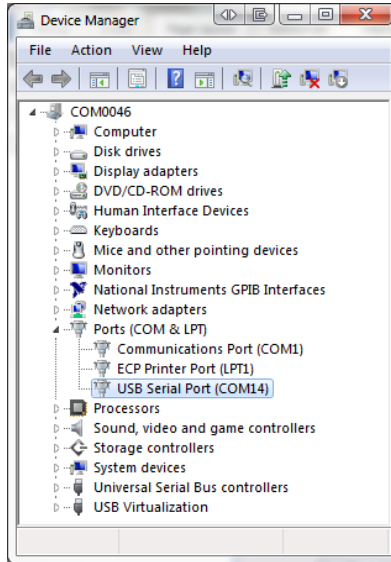 Device Manager
File Action View Help
COM0046
Computer
Disk drives
Display adapters
DVD/CD-ROM drives
Human Interface Devices
Keyboards
Mice and other pointing devices
Monitors
National Instruments GPIB Interfaces
Network adapters
Ports (COM & LPT)
Communications Port (COM1)
ECP Printer Port (LPT1)
USB Serial Port (COM14)
Processors
Sound, video and game controllers
Storage controllers
System devices
Universal Serial Bus controllers
USB Virtualization